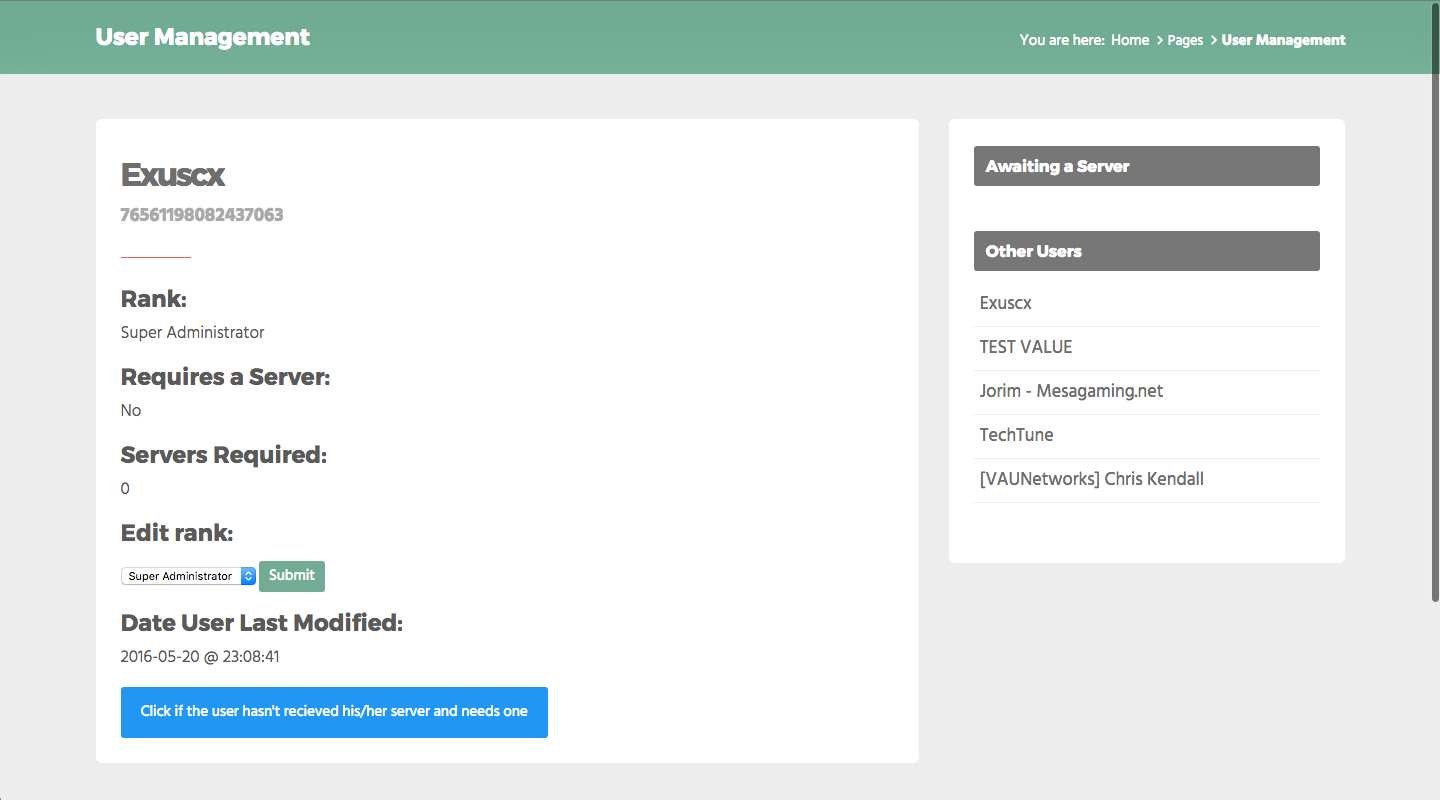 User Management
You are here: Home > Pages > User Management
Exuscx
76561198082437063
Rank:
Super Administrator
Requires a Server:
No
Servers Required:
0
Edit rank:
Super Administrator Submit
Date User Last Modified:
2016-05-20 @ 23:08:41
Click if the user hasn't recieved his/her server and needs one
Awaiting a Server
Other Users
Exuscx
TEST VALUE
Jorim - Mesagaming.net
TechTune
[VAUNetworks] Chris Kendall